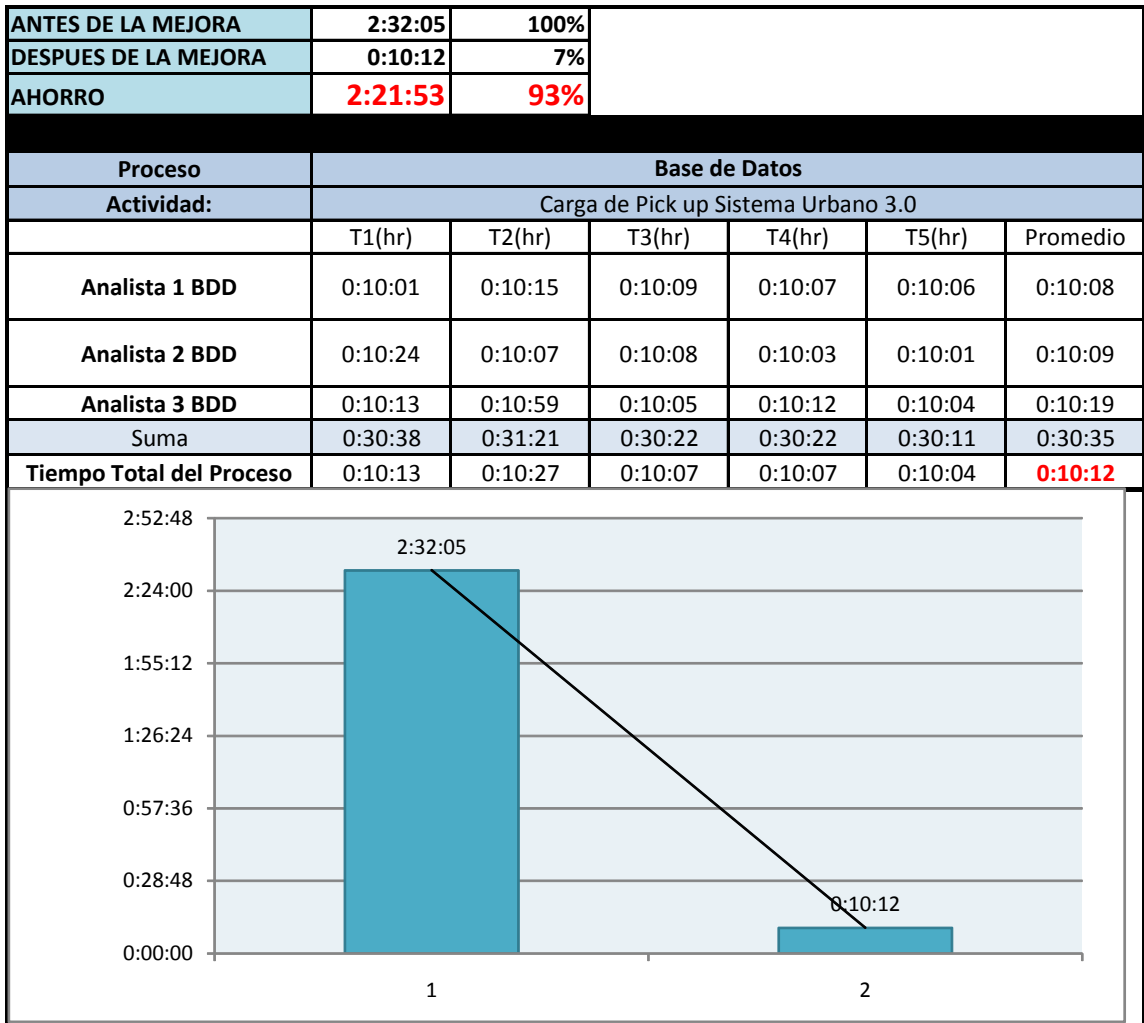 ANTES DE LA MEJORA 2:32:05 100%
DESPUES DE LA MEJORA 0:10:12 7%
AHORRO 2:21:53 93%
Proceso Base de Datos
Actividad: Carga de Pick up Sistema Urbano 3.0
T1(hr) T2(hr) T3(hr) T4(hr) T5(hr) Promedio
Analista 1 BDD 0:10:01 0:10:15 0:10:09 0:10:07 0:10:06 0:10:08
Analista 2 BDD 0:10:24 0:10:07 0:10:08 0:10:03 0:10:01 0:10:09
Analista 3 BDD 0:10:13 0:10:59 0:10:05 0:10:12 0:10:04 0:10:19
Suma 0:30:38 0:31:21 0:30:22 0:30:22 0:30:11 0:30:35
Tiempo Total del Proceso 0:10:13 0:10:27 0:10:07 0:10:07 0:10:04 0:10:12
2:52:48
2:32:05
2:24:00
1:55:12
1:26:24
0:57:36
0:28:48
0:10:12
0:00:00
1 2